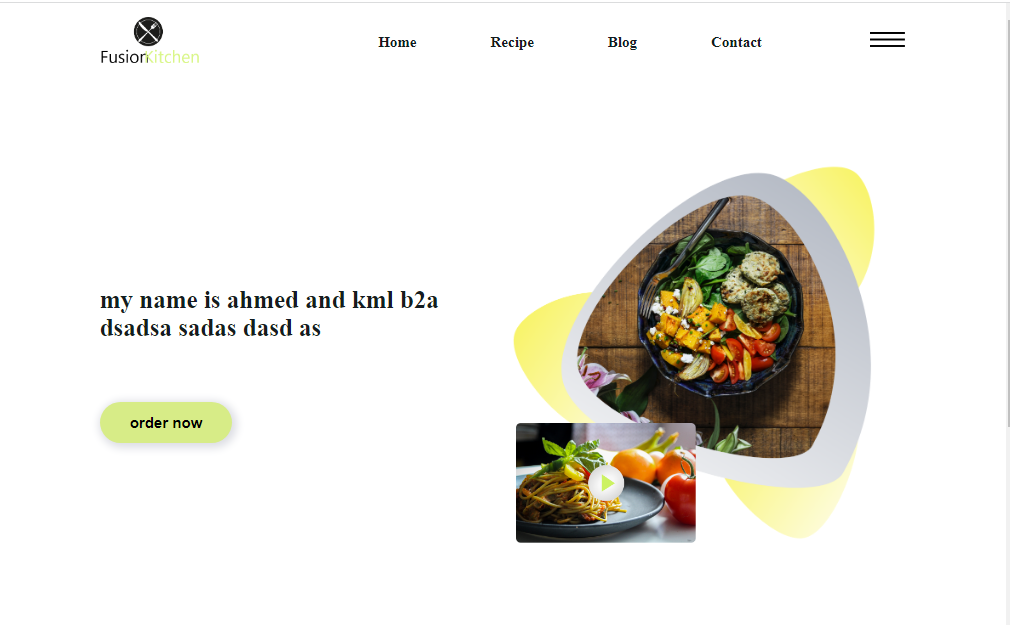 FusionKitchen
Home
Recipe
Blog
Contact
my name is ahmed and kml b2a
dsadsa sadas dasd as
order now